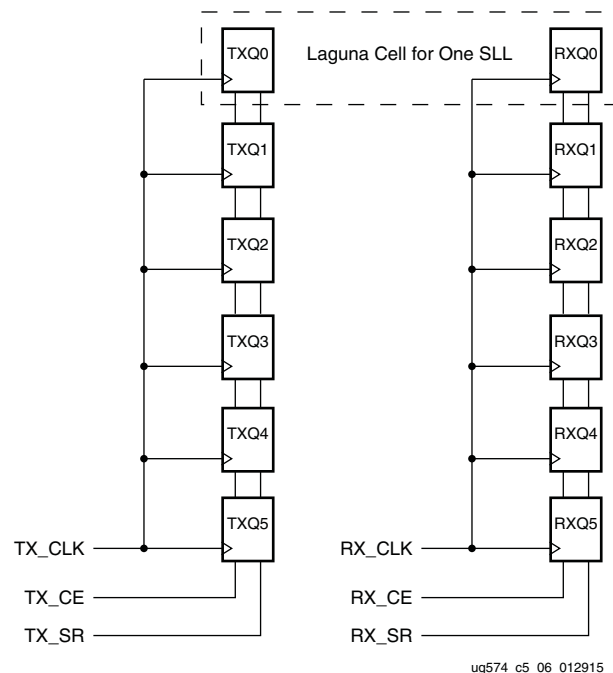 TXQ0 Laguna Cell for One SLL RXQ0
TXQ1 RXQ1
TXQ2 RXQ2
TXQ3 RXQ3
TXQ4 RXQ4
TXQ5 RXQ5
TX_CLK RX_CLK
TX_CE RX_CE
TX_SR RX_SR
ug574_c5_06_012915